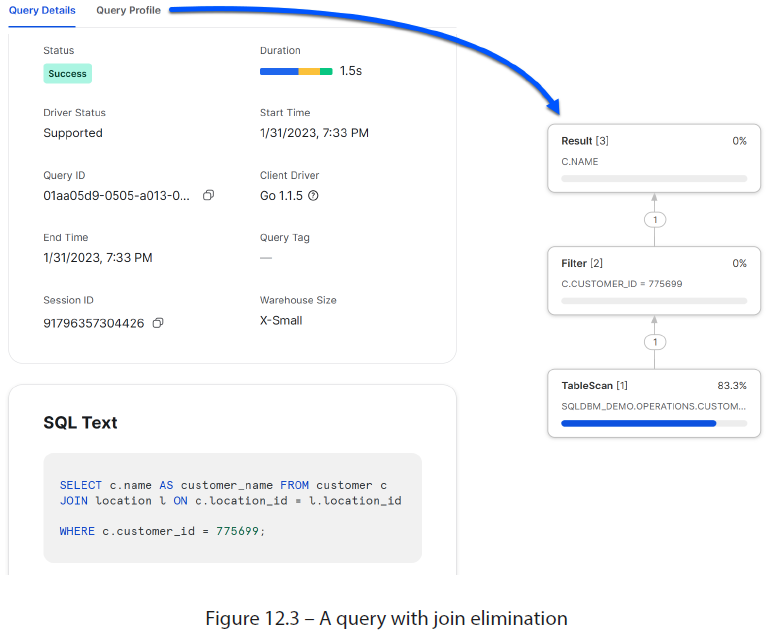 Query Details Query Profile
Status Duration
Success 1.5s
Driver Status Start Time
Supported 1/31/2023, 7:33 PM
Query ID Client Driver
01aa05d9-0505-a013-0... Go 1.1.5
End Time Query Tag
1/31/2023, 7:33 PM —
Session ID Warehouse Size
91796357304426 X-Small
SQL Text
SELECT c.name AS customer_name FROM customer c
JOIN location l ON c.location_id = l.location_id
WHERE c.customer_id = 775699;
Result [3] 0%
C.NAME
1
Filter [2] 0%
C.CUSTOMER_ID = 775699
1
TableScan [1] 83.3%
SQLDBM_DEMO.OPERATIONS.CUSTOM...
Figure 12.3 – A query with join elimination